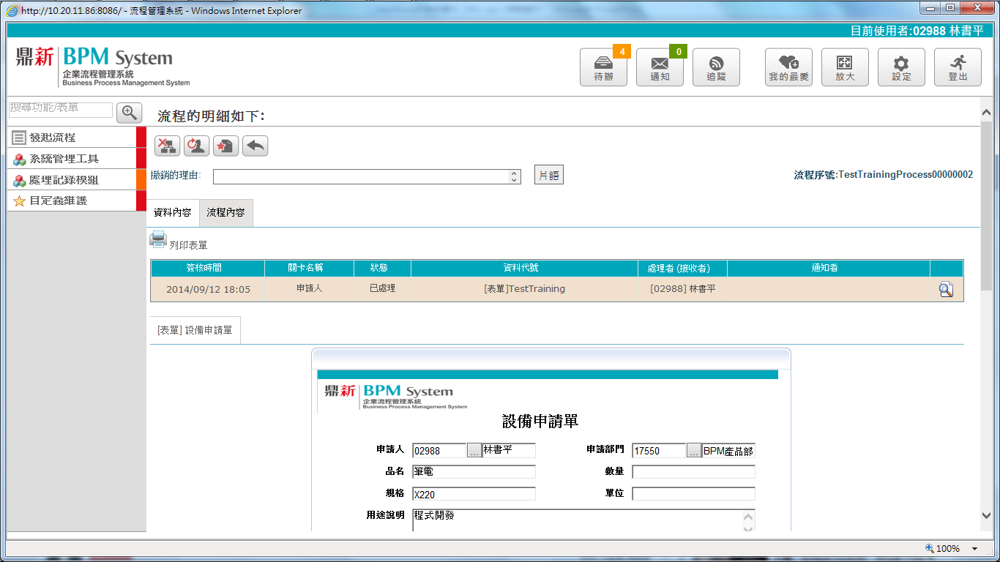 http://10.20.11.86:8086/ - 流程管理系統 - Windows Internet Explorer
目前使用者:02988 林書平
鼎新 BPM System
企業流程管理系統
Business Process Management System
4
待辦
0
通知
追蹤
我的最愛
放大
設定
登出
搜尋功能/表單
流程的明細如下:
發起流程
系統管理工具
處理記錄模組
自定義維護
撤銷的理由:
片語
流程序號:TestTrainingProcess00000002
資料內容
流程內容
列印表單
簽核時間 關卡名稱 狀態 資料代號 處理者 (接收者) 通知者
2014/09/12 18:05 申請人 已處理 [表單]TestTraining [02988] 林書平
[表單] 設備申請單
鼎新 BPM System
企業流程管理系統
Business Process Management System
設備申請單
申請人 02988 ... 林書平 申請部門 17550 ... BPM產品部
品名 筆電 數量
規格 X220 單位
用途說明 程式開發
100%